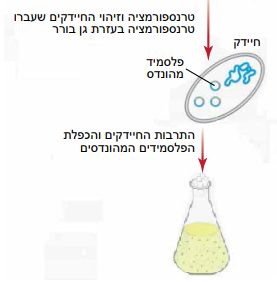 טרנספורמציה וזיהוי החיידקים שעברו
טרנספורמציה בעזרת גן בורר
חיידק
פלסמיד
מהונדס
התרבות החיידקים והכפלת
הפלסמידים המהונדסים